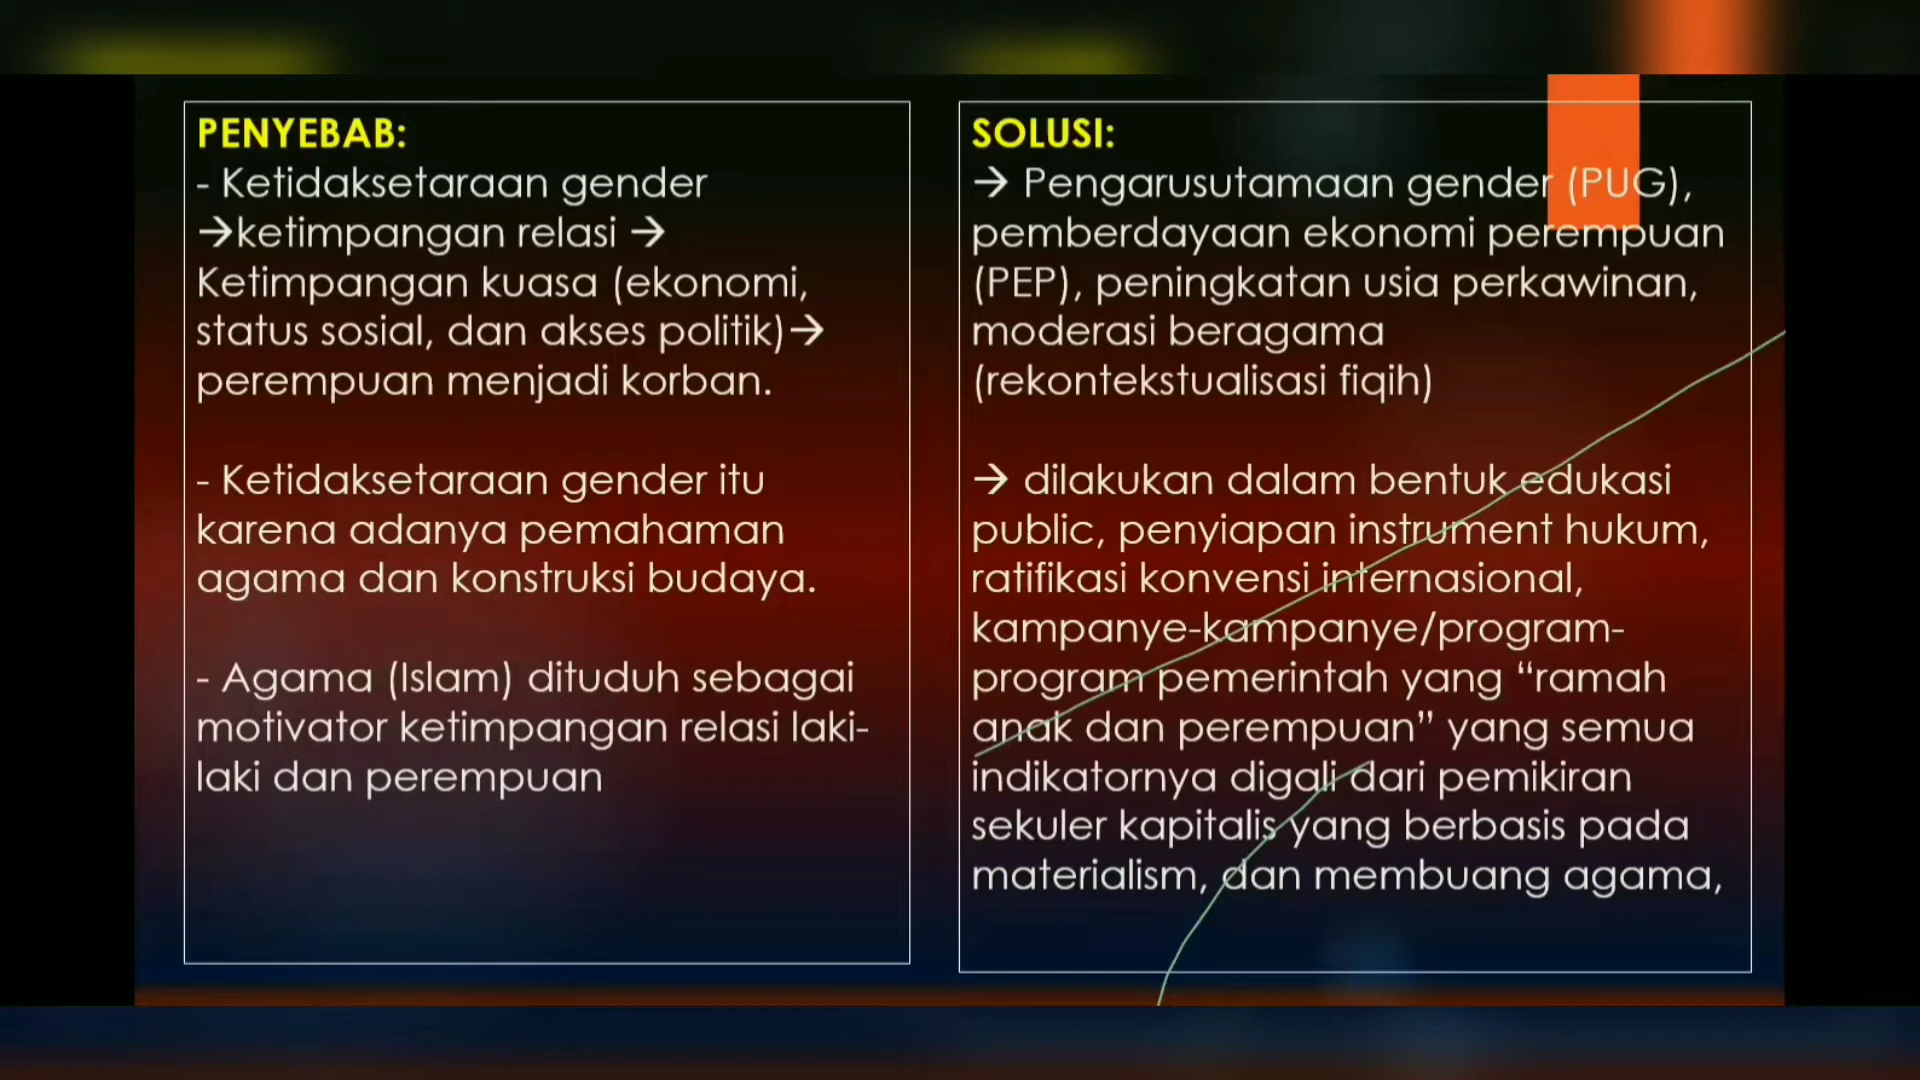 PENYEBAB:
- Ketidaksetaraan gender
→ketimpangan relasi →
Ketimpangan kuasa (ekonomi,
status sosial, dan akses politik)→
perempuan menjadi korban.
- Ketidaksetaraan gender itu
karena adanya pemahaman
agama dan konstruksi budaya.
- Agama (Islam) dituduh sebagai
motivator ketimpangan relasi laki-
laki dan perempuan
SOLUSI:
→ Pengarusutamaan gender (PUG),
pemberdayaan ekonomi perempuan
(PEP), peningkatan usia perkawinan,
moderasi beragama
(rekontekstualisasi fiqih)
→ dilakukan dalam bentuk edukasi
public, penyiapan instrument hukum,
ratifikasi konvensi internasional,
kampanye-kampanye/program-
program pemerintah yang “ramah
anak dan perempuan” yang semua
indikatornya digali dari pemikiran
sekuler kapitalis yang berbasis pada
materialism, dan membuang agama,